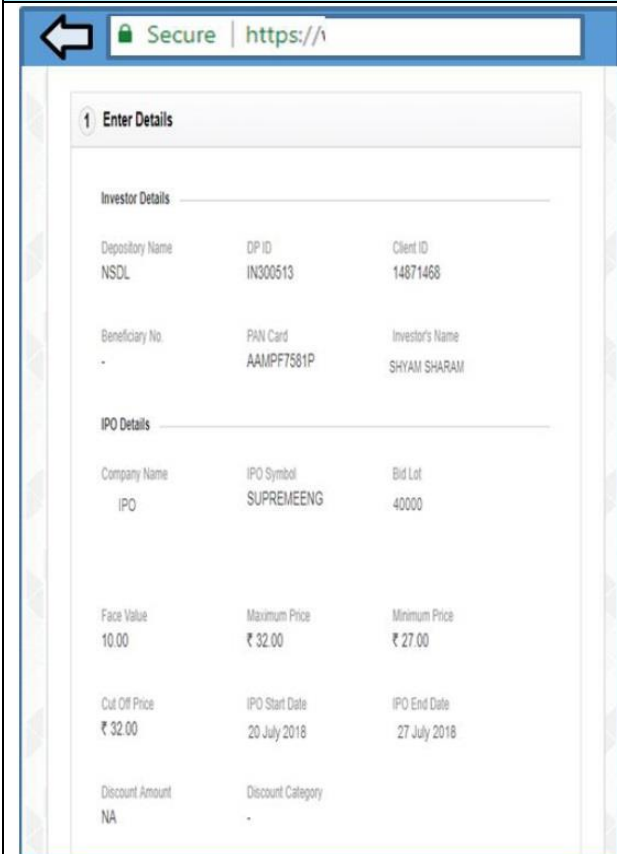 Secure | https://
1 Enter Details
Investor Details
Depository Name DP ID Client ID
NSDL IN300513 14871468
Beneficiary No. PAN Card Investor's Name
- AAMPF7581P SHYAM SHARAM
IPO Details
Company Name IPO Symbol Bid Lot
IPO SUPREMEENG 40000
Face Value Maximum Price Minimum Price
10.00 ₹ 32.00 ₹ 27.00
Cut Off Price IPO Start Date IPO End Date
₹ 32.00 20 July 2018 27 July 2018
Discount Amount Discount Category
NA -